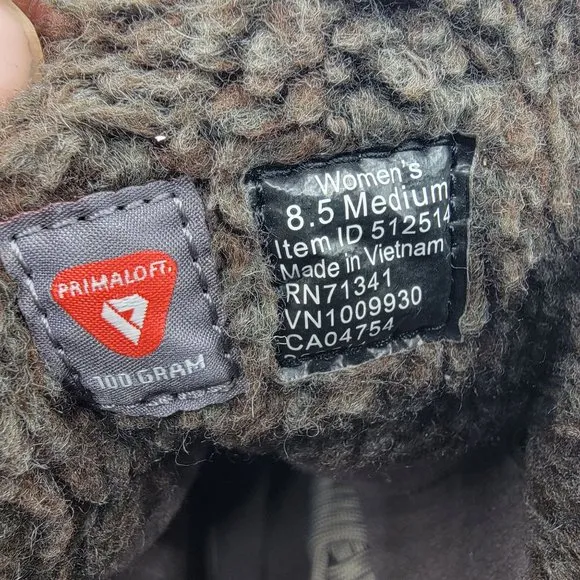 PRIMALOFT.
100 GRAM
Women's
8.5 Medium
Item ID 512514
Made in Vietnam
RN71341
VN1009930
CA04754